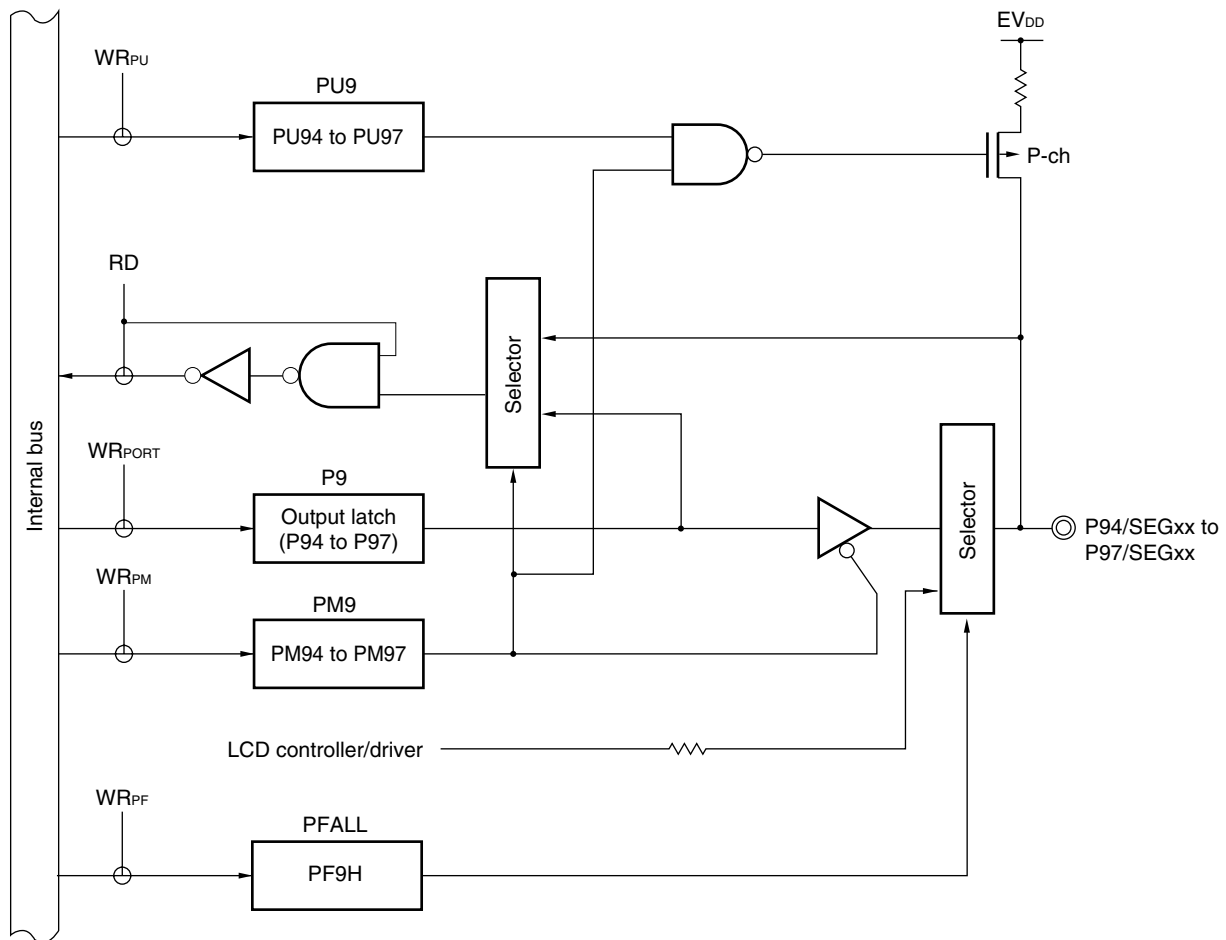 EVDD
WRPU
PU9
PU94 to PU97
P-ch
RD
Selector
Internal bus
WRPORT
P9
Output latch
(P94 to P97)
Selector
P94/SEGxx to
P97/SEGxx
WRPM
PM9
PM94 to PM97
LCD controller/driver
WRPF
PFALL
PF9H